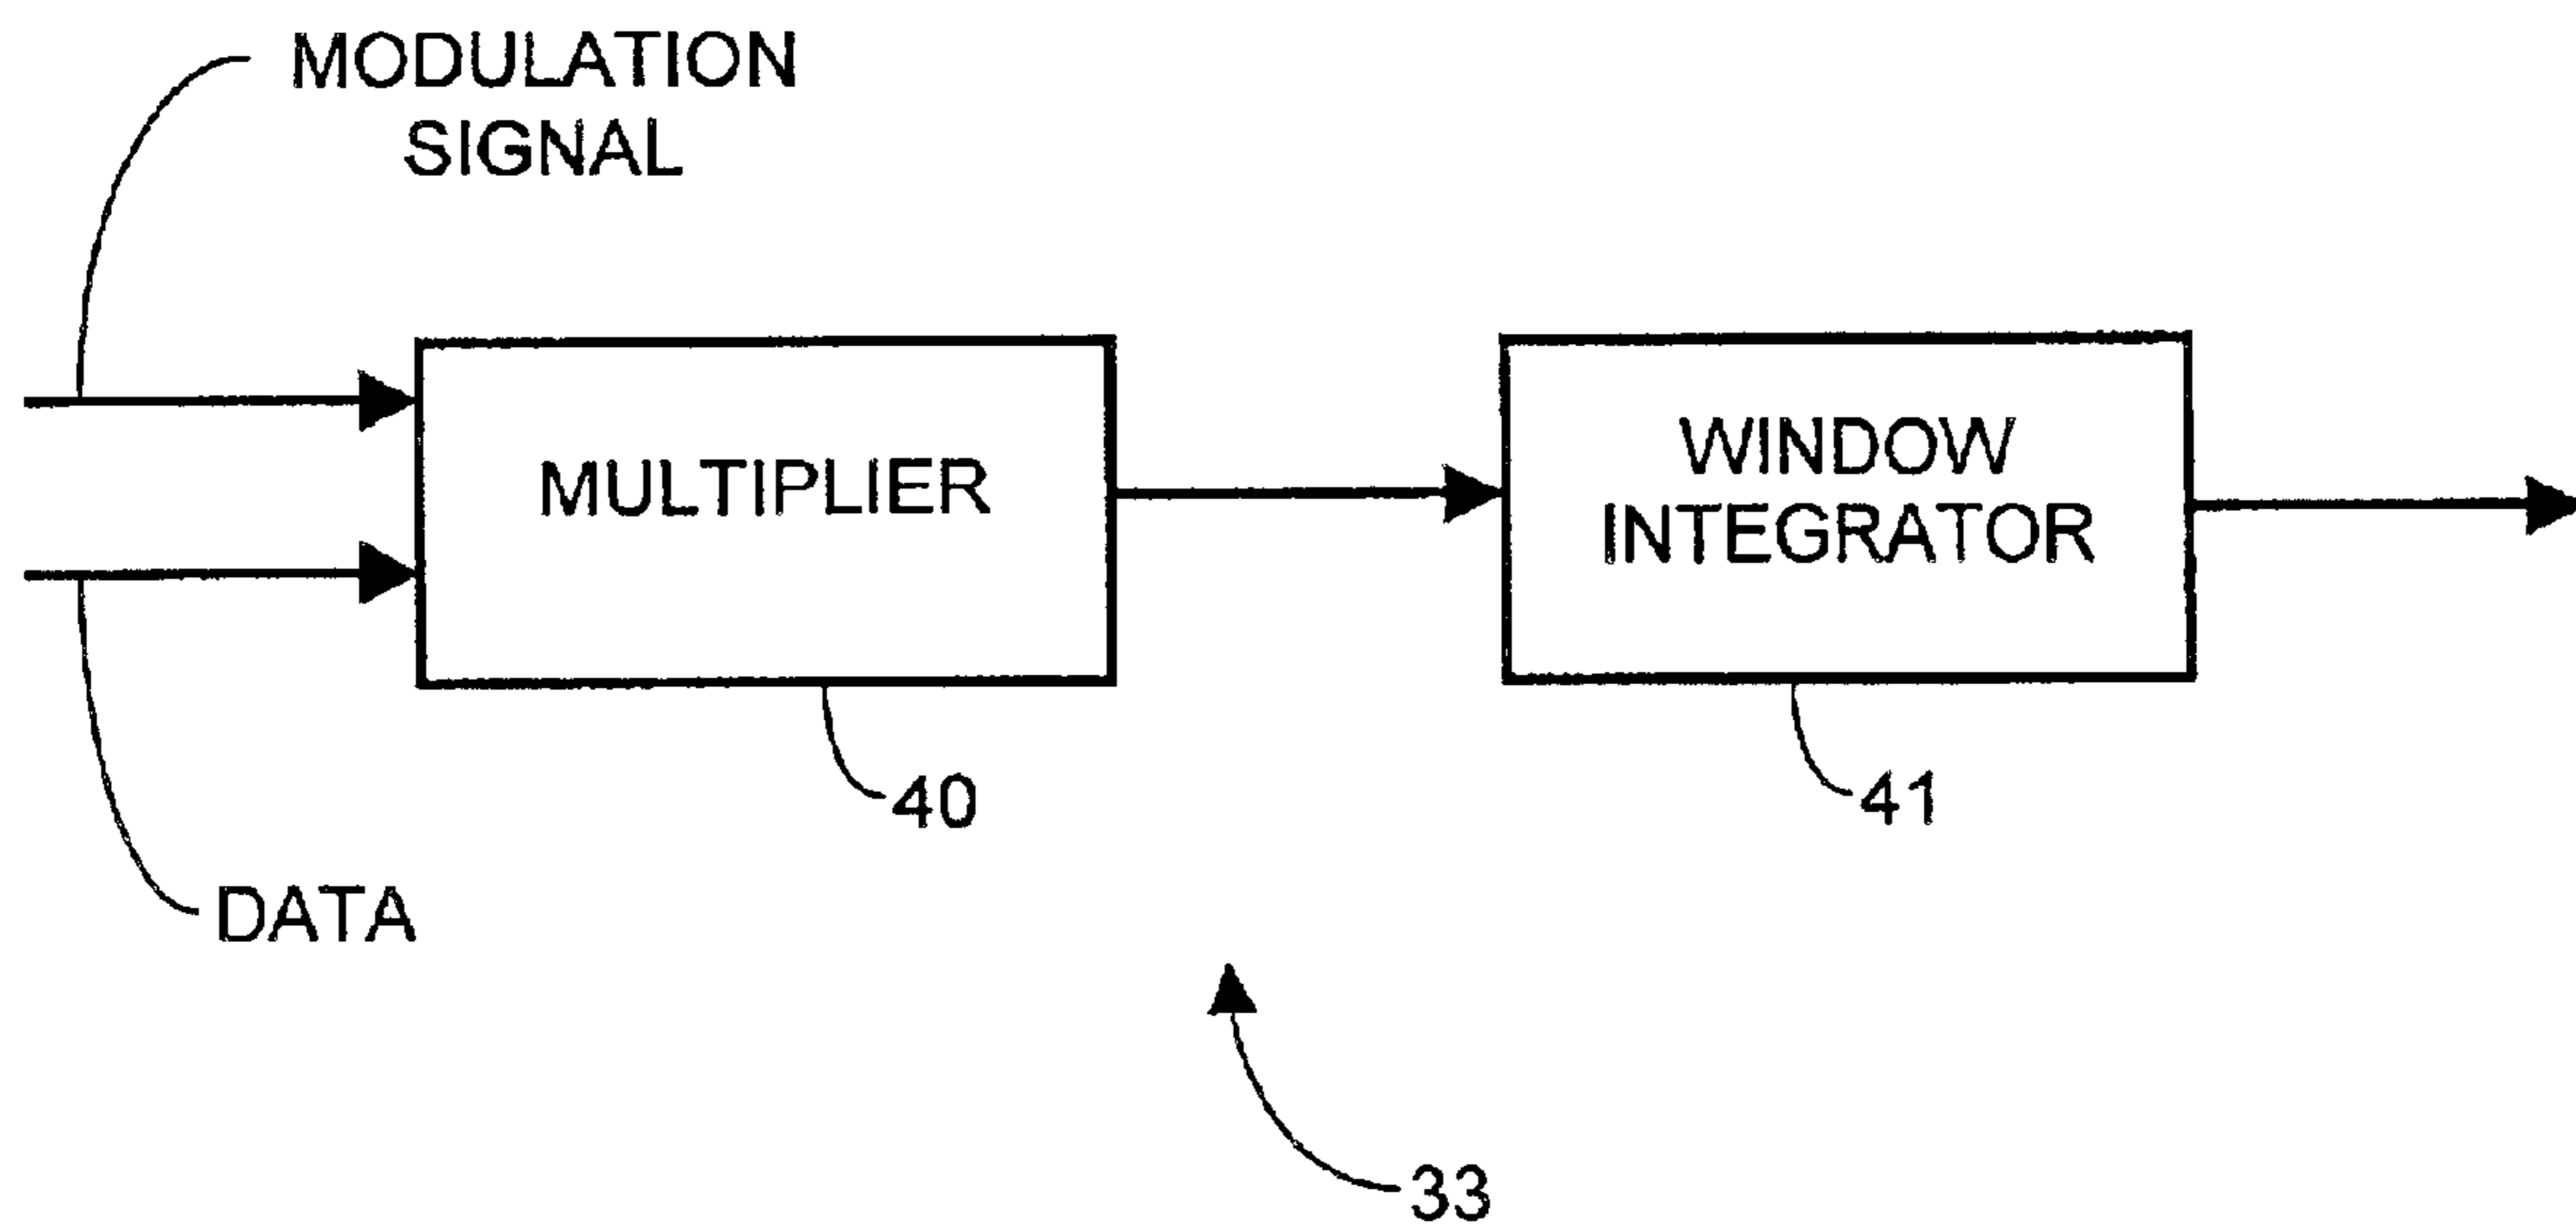 MODULATION
SIGNAL
MULTIPLIER
WINDOW
INTEGRATOR
40
41
DATA
33